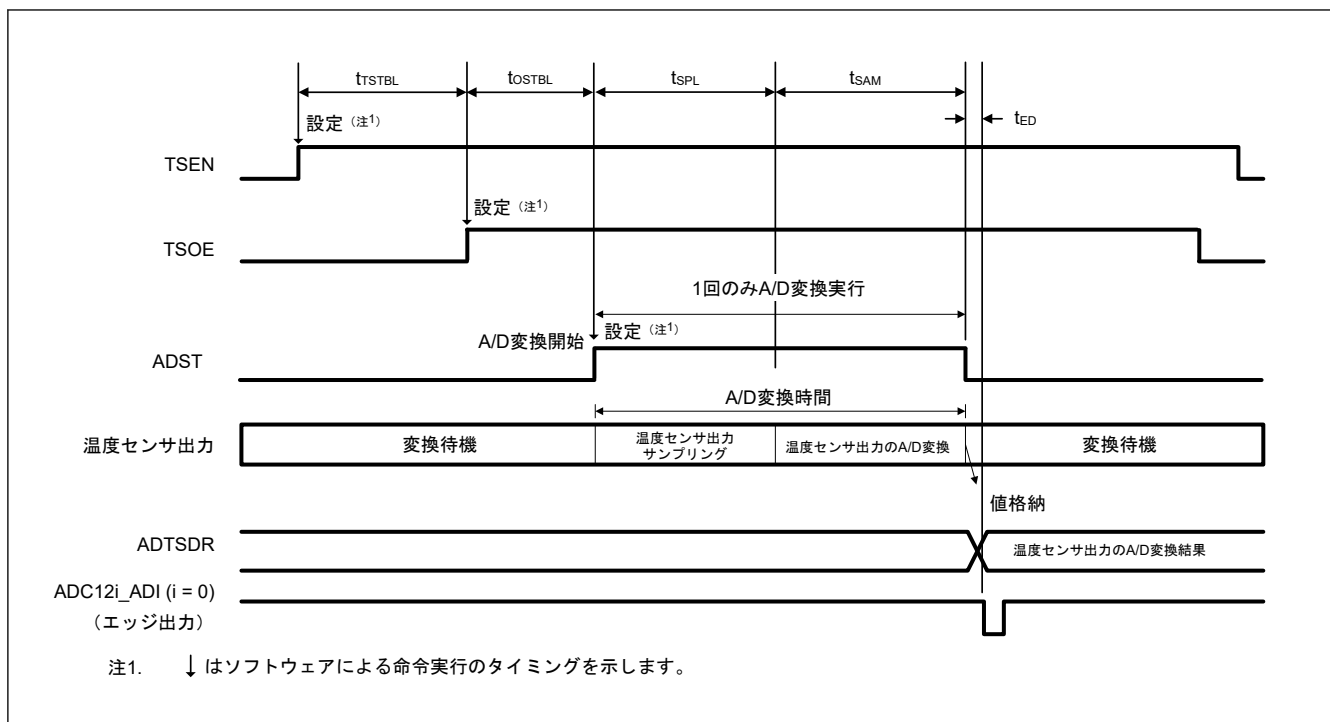 tTSTBL tOSTBL tSPL tSAM
tED
設定（注1）
TSEN
設定（注1）
TSOE
1回のみA/D変換実行
A/D変換開始 設定（注1）
ADST
A/D変換時間
温度センサ出力 変換待機 温度センサ出力 サンプリング 温度センサ出力のA/D変換 変換待機
値格納
ADTSDR 温度センサ出力のA/D変換結果
ADC12i_ADI (i = 0)
（エッジ出力）
注1. ↓はソフトウェアによる命令実行のタイミングを示します。